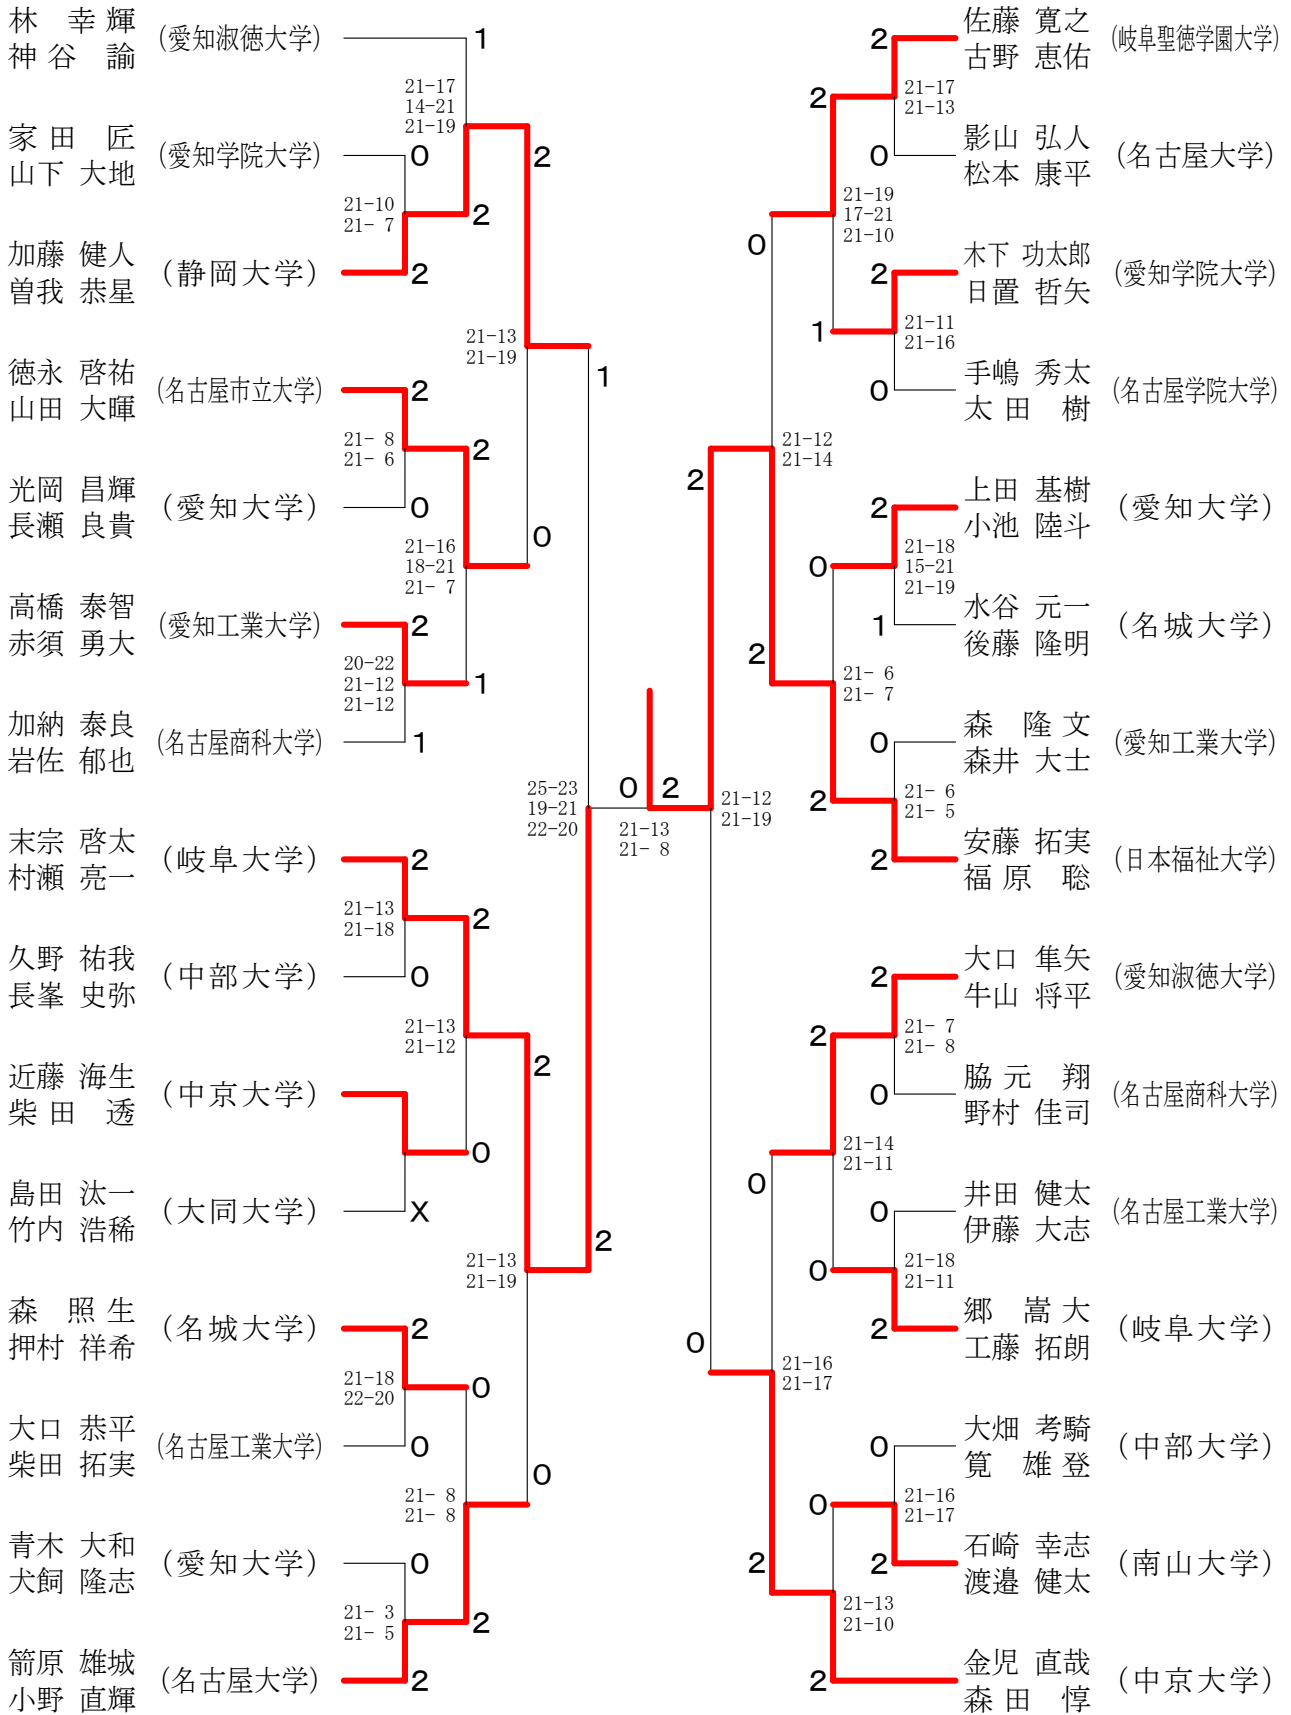 林 幸輝
神谷 諭
(愛知淑徳大学)
1
21-17
14-21
21-19
家田 匠
山下 大地
(愛知学院大学)
0
2
21-10
21- 7
2
加藤 健人
曽我 恭星
(静岡大学)
2
21-13
21-19
1
徳永 啓祐
山田 大暉
(名古屋市立大学)
2
21- 8
21- 6
2
光岡 昌輝
長瀬 良貴
(愛知大学)
0
0
21-16
18-21
21- 7
高橋 泰智
赤須 勇大
(愛知工業大学)
2
20-22
21-12
21-12
1
加納 泰良
岩佐 郁也
(名古屋商科大学)
1
25-23
19-21
22-20
0
2
21-13
21- 8
末宗 啓太
村瀬 亮一
(岐阜大学)
2
21-13
21-18
2
久野 祐我
長峯 史弥
(中部大学)
0
21-13
21-12
2
近藤 海生
柴田 透
(中京大学)
0
島田 汰一
竹内 浩稀
(大同大学)
X
2
21-13
21-19
森 照生
押村 祥希
(名城大学)
2
21-18
22-20
0
大口 恭平
柴田 拓実
(名古屋工業大学)
0
0
21- 8
21- 8
青木 大和
犬飼 隆志
(愛知大学)
0
21- 3
21- 5
2
箭原 雄城
小野 直輝
(名古屋大学)
2
佐藤 寛之
古野 恵佑
(岐阜聖徳学園大学)
2
2
21-17
21-13
影山 弘人
松本 康平
(名古屋大学)
0
21-19
17-21
21-10
0
木下 功太郎
日置 哲矢
(愛知学院大学)
2
1
21-11
21-16
手嶋 秀太
太田 樹
(名古屋学院大学)
0
21-12
21-14
2
上田 基樹
小池 陸斗
(愛知大学)
2
0
21-18
15-21
21-19
水谷 元一
後藤 隆明
(名城大学)
1
2
21- 6
21- 7
森 隆文
森井 大士
(愛知工業大学)
0
2
21- 6
21- 5
21-12
21-19
安藤 拓実
福原 聡
(日本福祉大学)
2
大口 隼矢
牛山 将平
(愛知淑徳大学)
2
2
21- 7
21- 8
脇元 翔
野村 佳司
(名古屋商科大学)
0
21-14
21-11
0
井田 健太
伊藤 大志
(名古屋工業大学)
0
0
21-18
21-11
郷 嵩大
工藤 拓朗
(岐阜大学)
2
0
21-16
21-17
大畑 考騎
筧 雄登
(中部大学)
0
0
21-16
21-17
石崎 幸志
渡邉 健太
(南山大学)
2
2
21-13
21-10
金児 直哉
森田 惇
(中京大学)
2